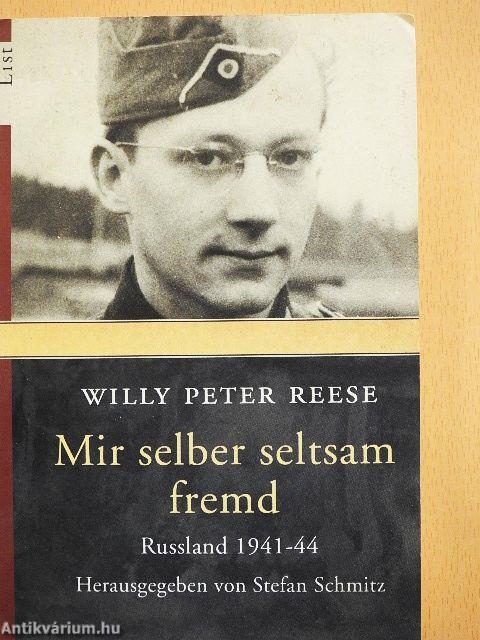 List
WILLY PETER REESE
Mir selber seltsam
fremd
Russland 1941-44
Herausgegeben von Stefan Schmitz
Antikvárium.hu